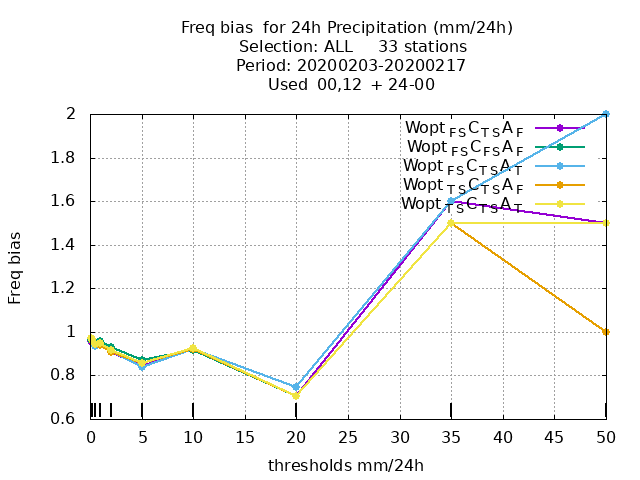 Freq bias  for 24h Precipitation (mm/24h)
Selection: ALL     33 stations
Period: 20200203-20200217
Used  00,12  + 24-00
Wopt FS C TS A F
Wopt FS C FS A F
Wopt FS C TS A T
Wopt TS C TS A F
Wopt TS C TS A T
2
1.8
1.6
1.4
1.2
1
0.8
0.6
Freq bias
0 5 10 15 20 25 30 35 40 45 50
thresholds mm/24h